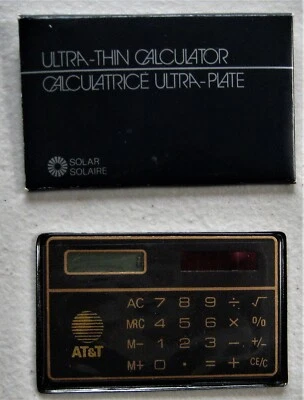 ULTRA-THIN CALCULATOR
CALCULATRICE ULTRA-PLATE
SOLAR
SOLAIRE
AC 7 8 9 ÷ √
MRC 4 5 6 × %
M- 1 2 3 - +/-
M+ 0 · = + CE/C
AT&T